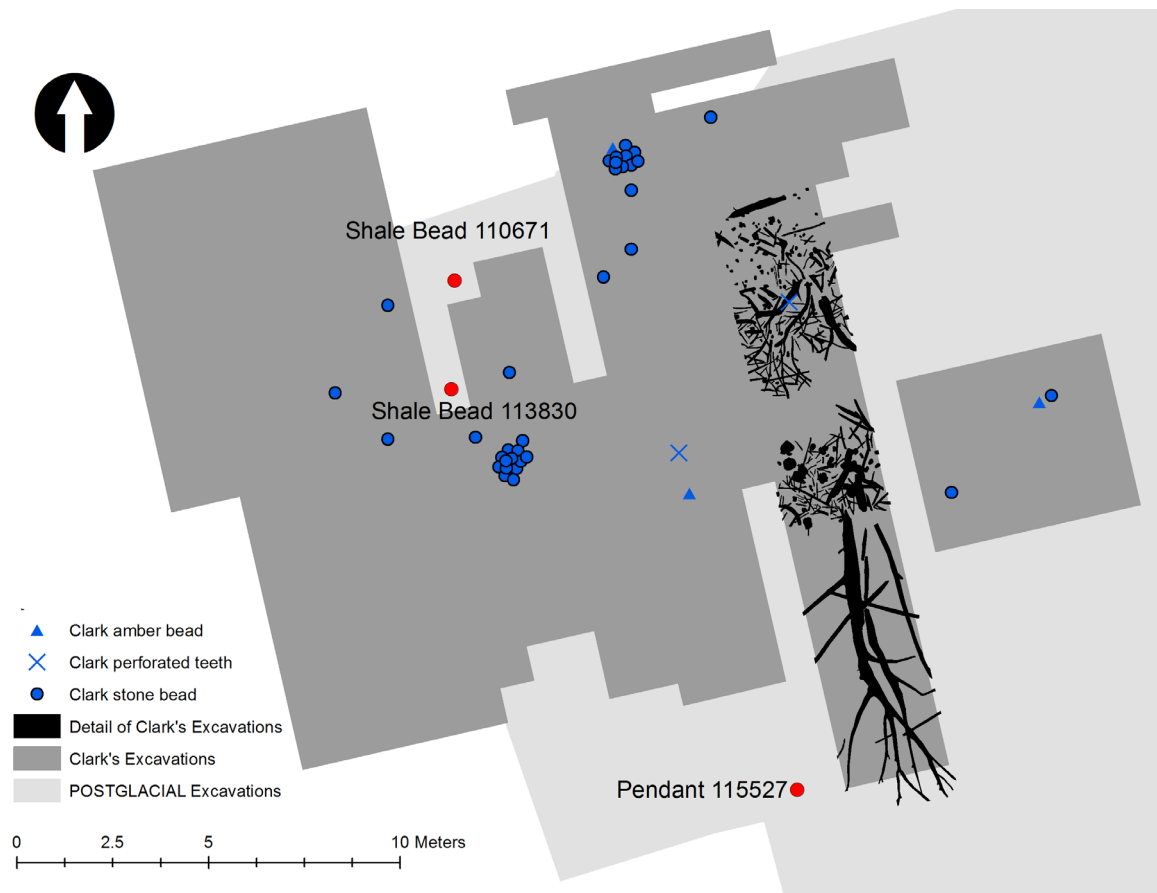 Shale Bead 110671
Shale Bead 113830
Clark amber bead
Clark perforated teeth
Clark stone bead
Detail of Clark's Excavations
Clark's Excavations
POSTGLACIAL Excavations
Pendant 115527
0 2.5 5 10 Meters